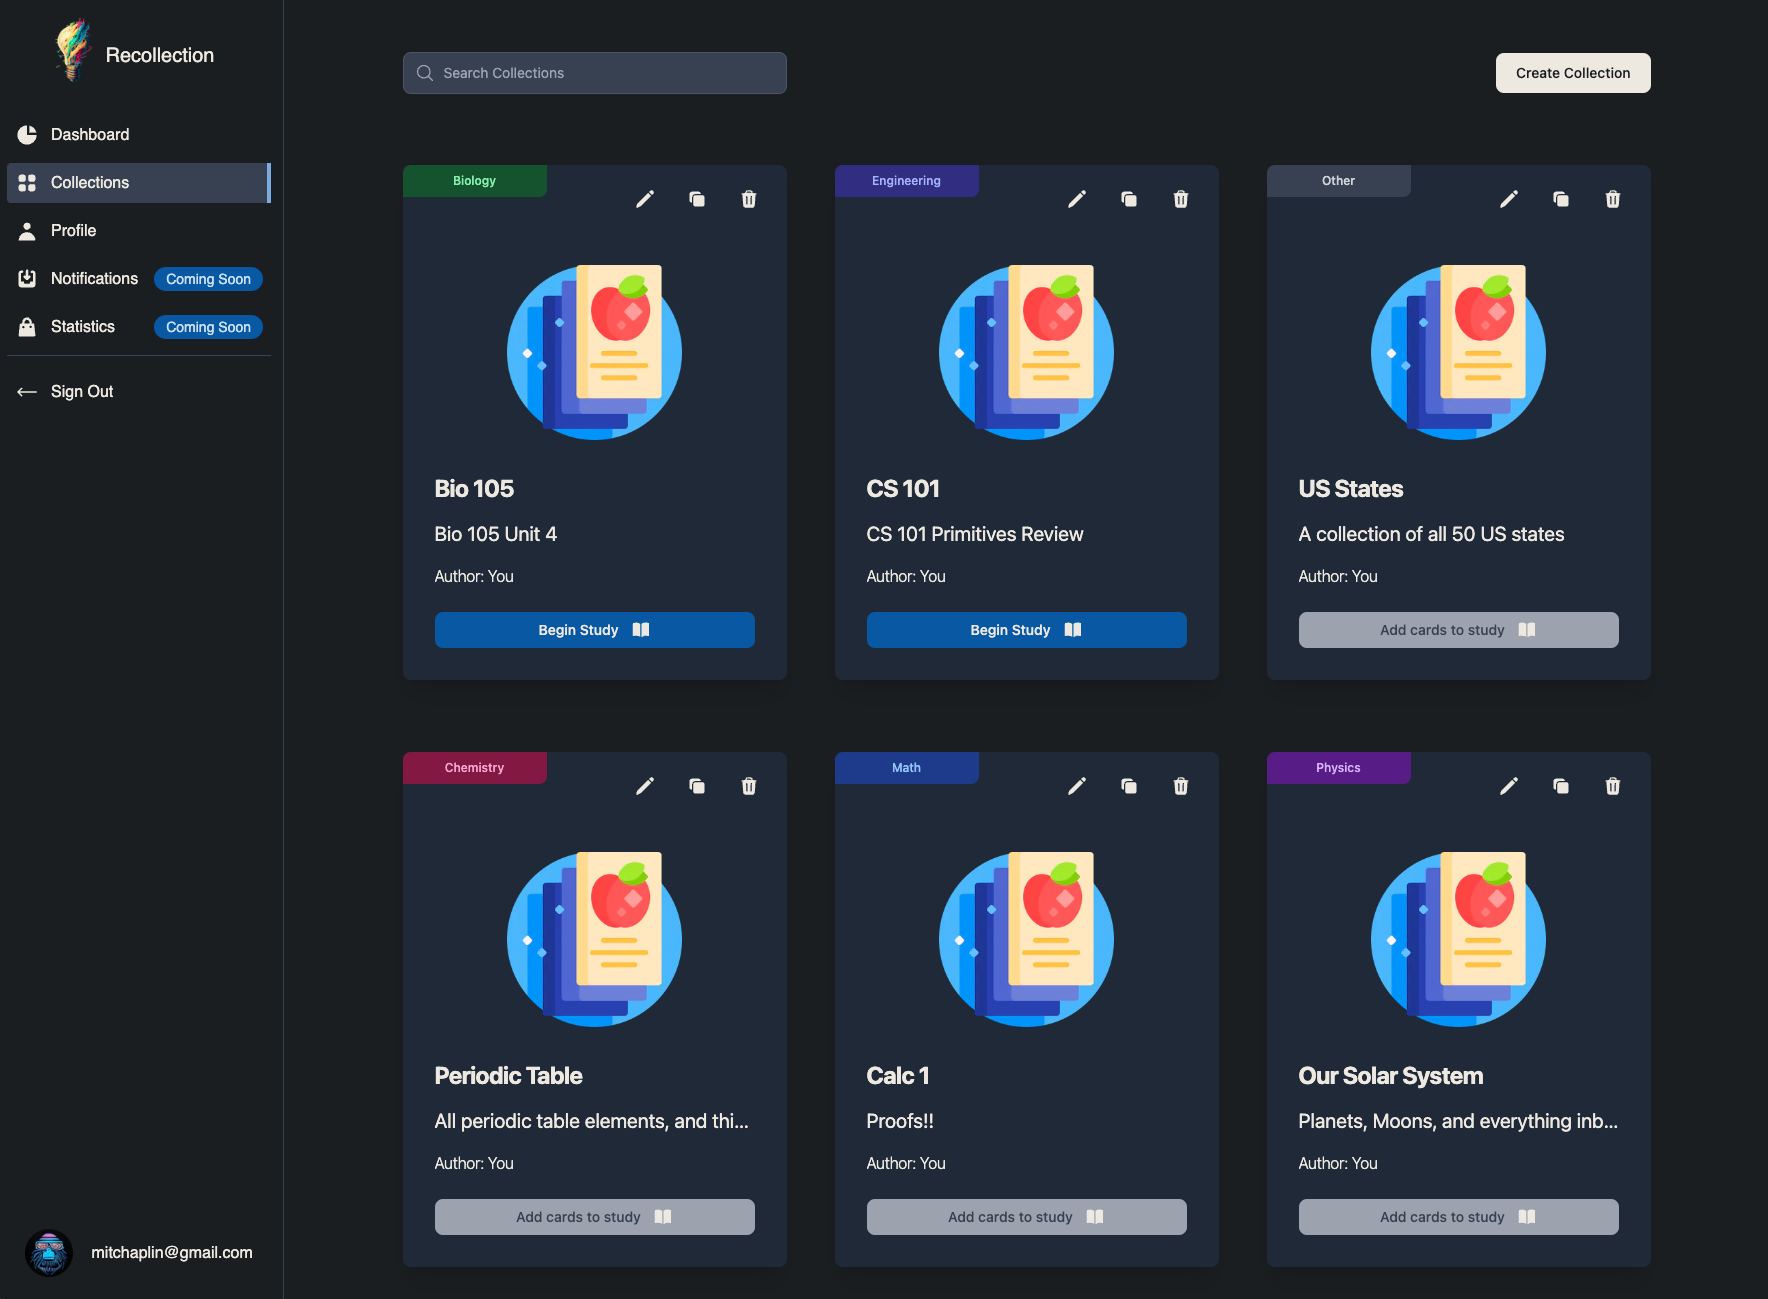 Recollection
Dashboard
Collections
Profile
Notifications Coming Soon
Statistics Coming Soon
Sign Out
mitchaplin@gmail.com
Search Collections
Create Collection
Biology
Bio 105
Bio 105 Unit 4
Author: You
Begin Study
Engineering
CS 101
CS 101 Primitives Review
Author: You
Begin Study
Other
US States
A collection of all 50 US states
Author: You
Add cards to study
Chemistry
Periodic Table
All periodic table elements, and thi...
Author: You
Add cards to study
Math
Calc 1
Proofs!!
Author: You
Add cards to study
Physics
Our Solar System
Planets, Moons, and everything inb...
Author: You
Add cards to study